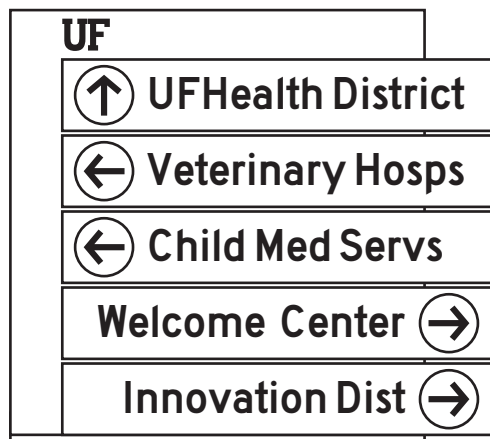 UF
UFHealth District
Veterinary Hosps
Child Med Servs
Welcome Center
Innovation Dist